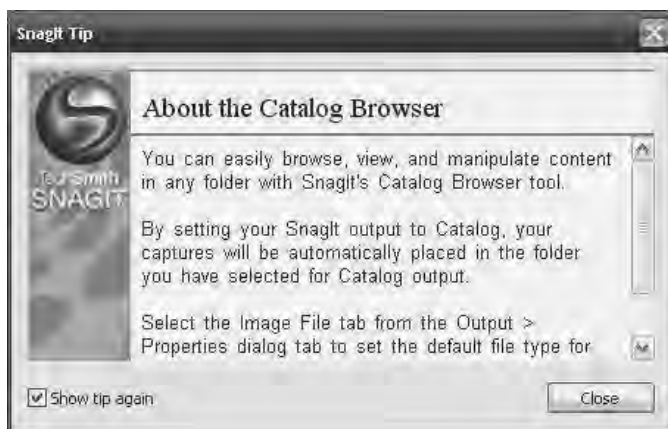 SnagIt Tip
About the Catalog Browser
Ted Smith
SNAGIT
You can easily browse, view, and manipulate content
in any folder with SnagIt's Catalog Browser tool.
By setting your SnagIt output to Catalog, your
captures will be automatically placed in the folder
you have selected for Catalog output.
Select the Image File tab from the Output >
Properties dialog tab to set the default file type for
Show tip again
Close